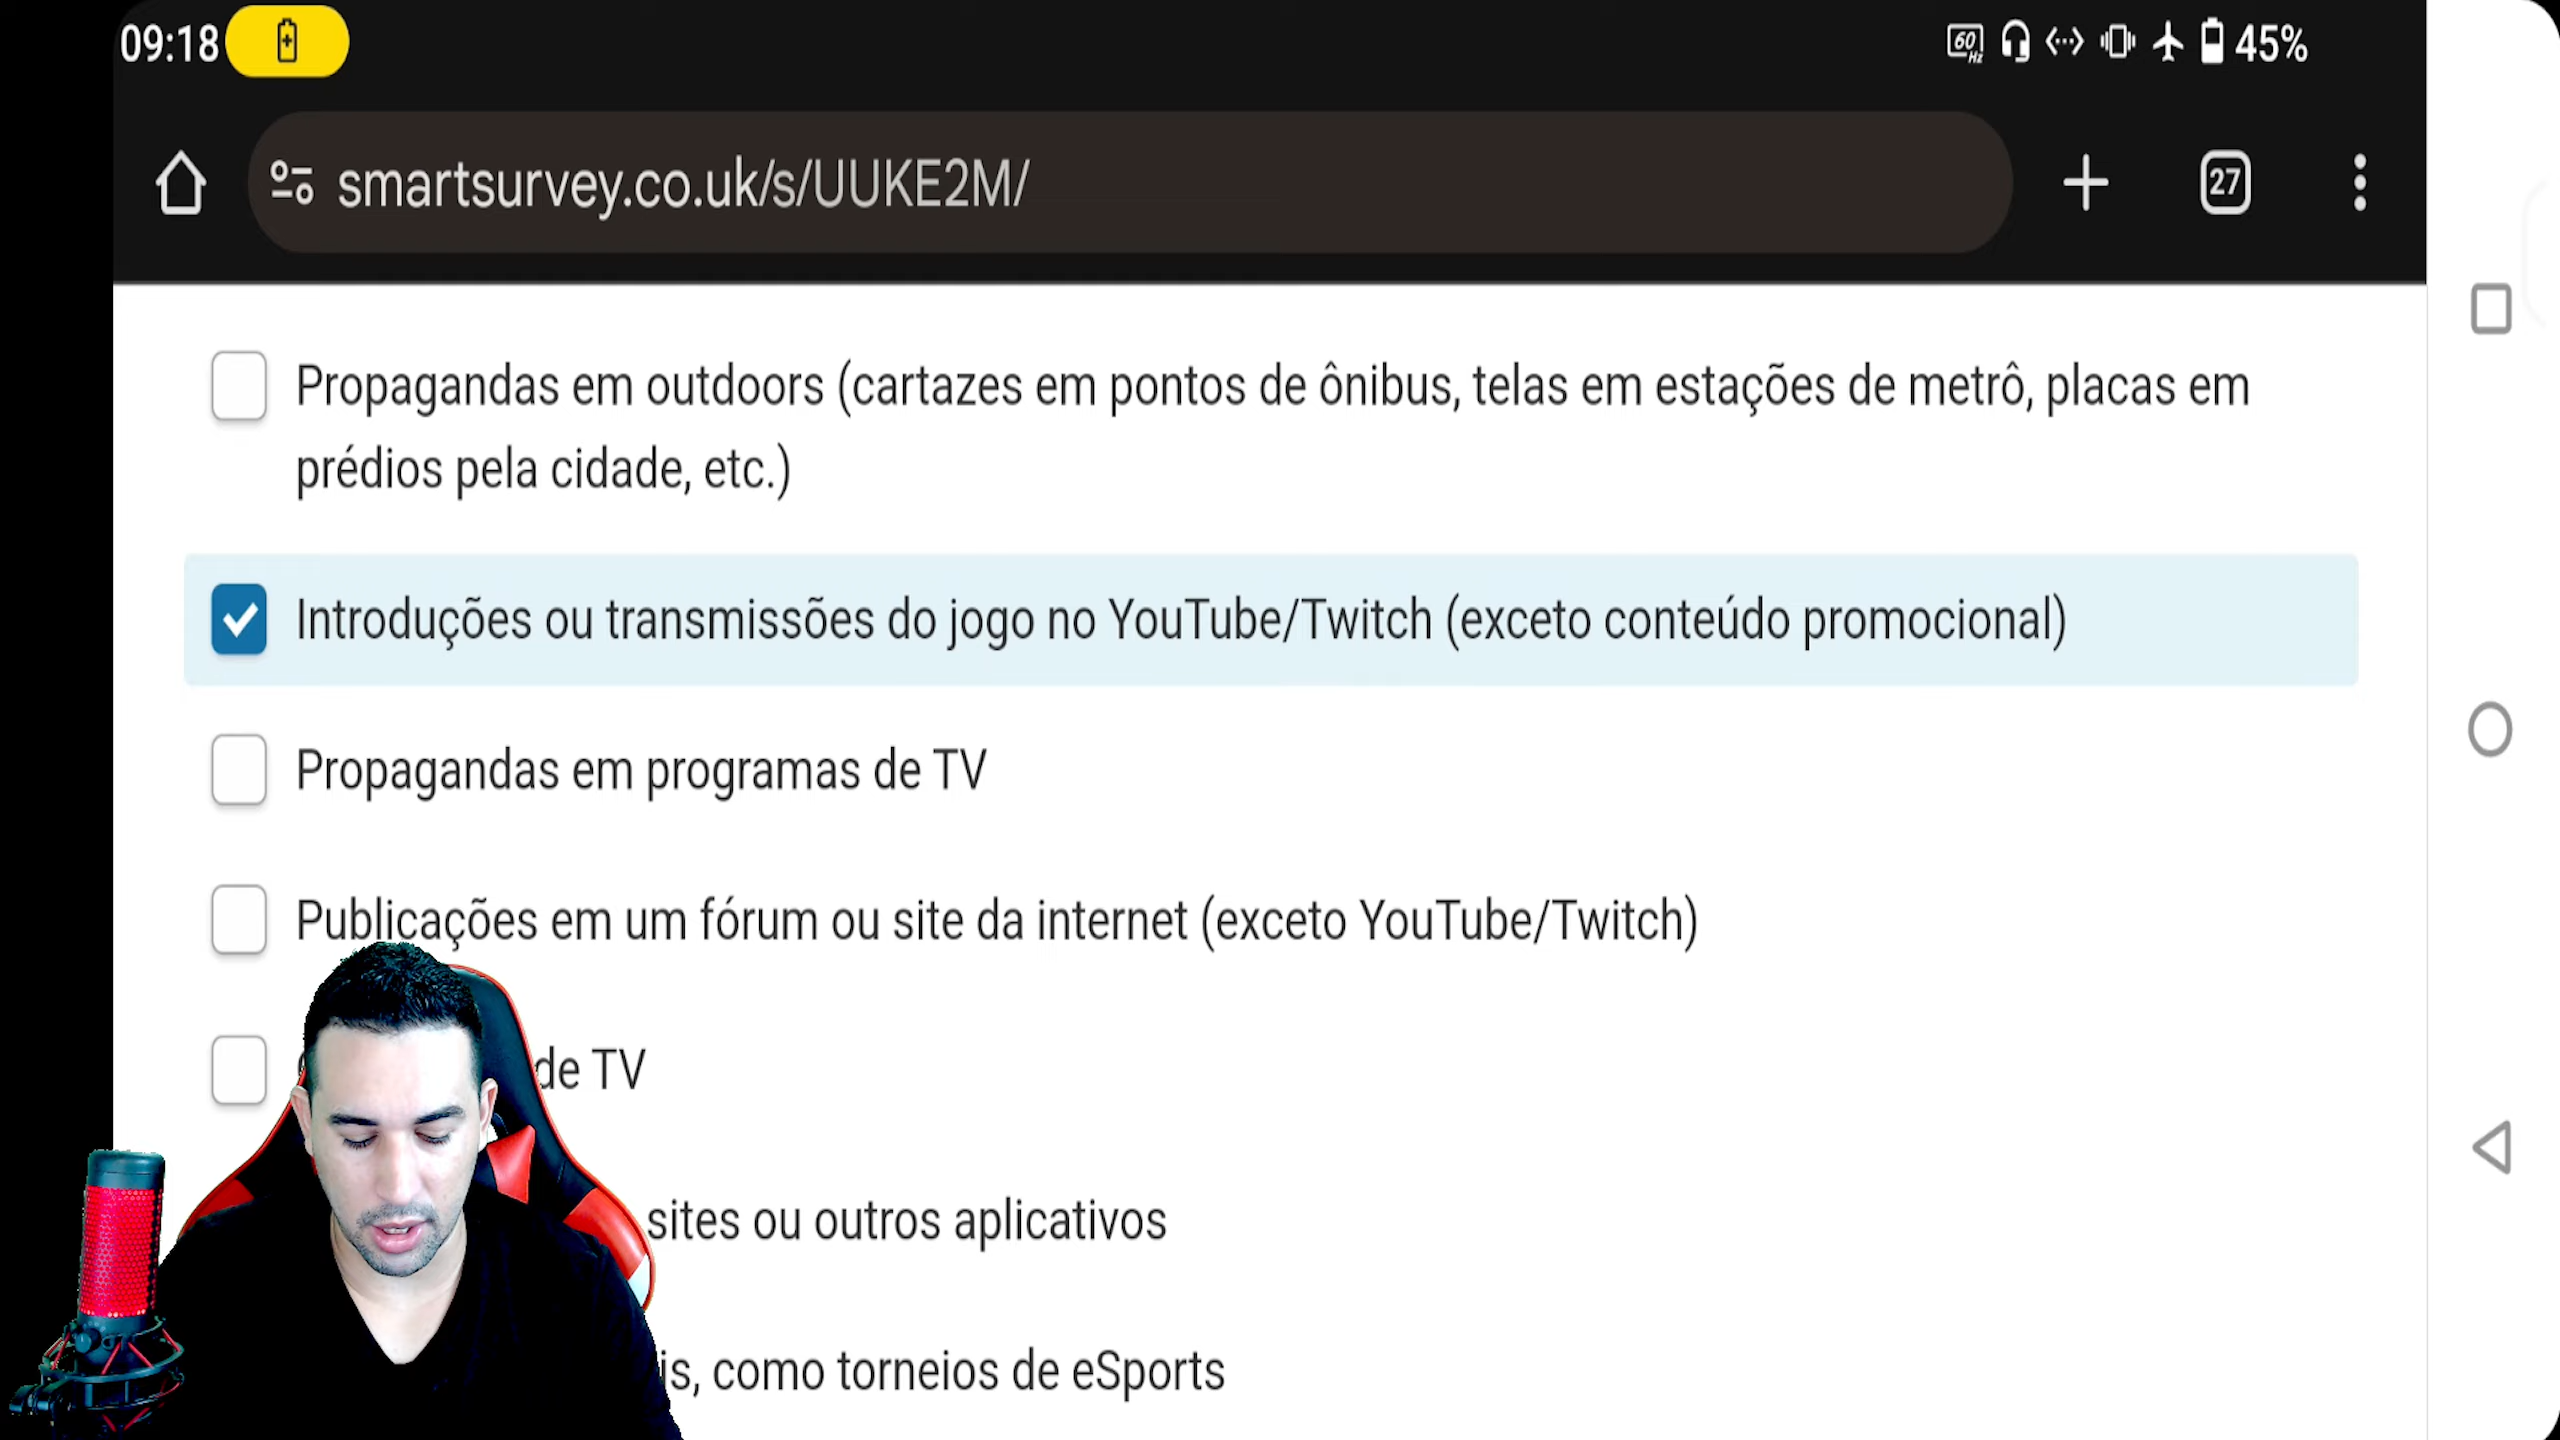 09:18
60
Hz
45%
smartsurvey.co.uk/s/UUKE2M/
27
Propagandas em outdoors (cartazes em pontos de ônibus, telas em estações de metrô, placas em
prédios pela cidade, etc.)
Introduções ou transmissões do jogo no YouTube/Twitch (exceto conteúdo promocional)
Propagandas em programas de TV
Publicações em um fórum ou site da internet (exceto YouTube/Twitch)
de TV
sites ou outros aplicativos
como torneios de eSports